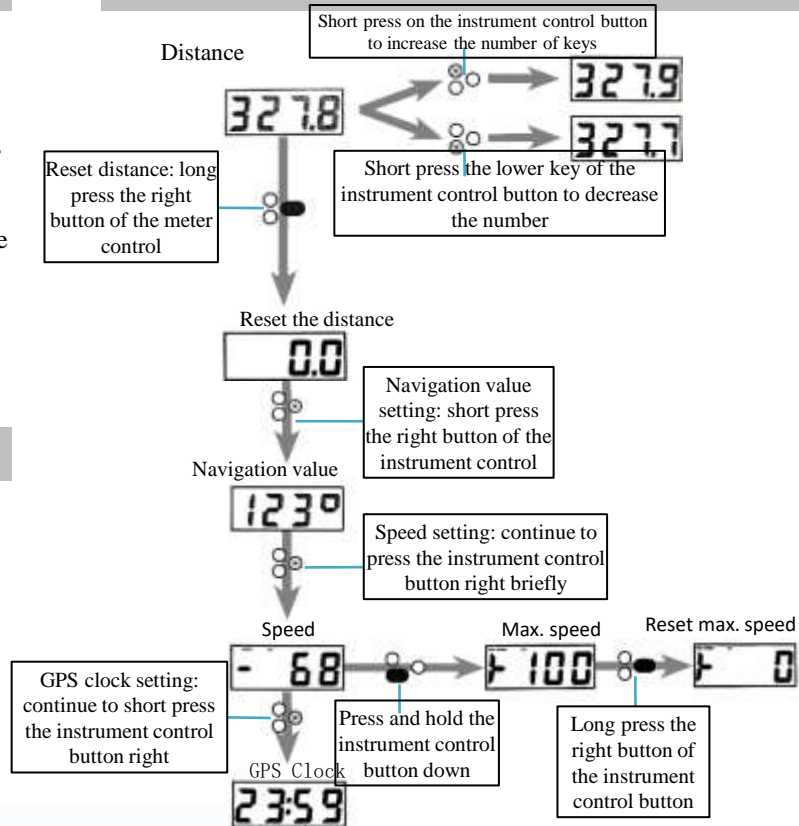 Short press on the instrument control button
to increase the number of keys
Distance
327.8
327.9
327.7
Reset distance: long
press the right
button of the meter
control
Short press the lower key of the
instrument control button to decrease
the number
e
Reset the distance
0.0
Navigation value
setting: short press
the right button of the
instrument control
Navigation value
123°
Speed setting: continue to
press the instrument control
button right briefly
Speed
- 68
Max. speed
100
Reset max. speed
0
GPS clock setting:
continue to short press
the instrument control
button right
Press and hold the
instrument control
button down
Long press the
right button of
the instrument
control button
GPS Clock
23:59